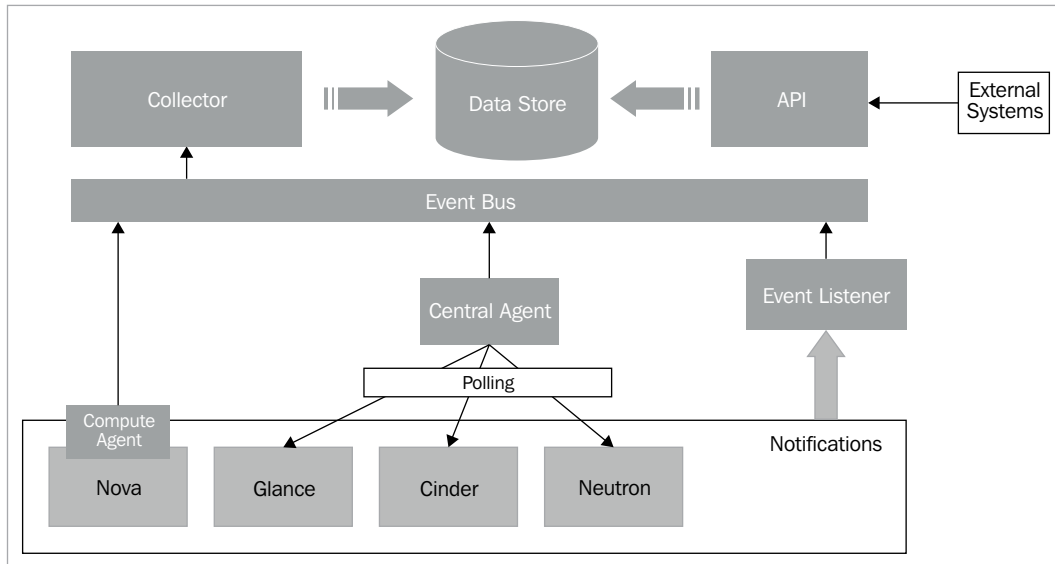 Collector
Data Store
API
External
Systems
Event Bus
Central Agent
Event Listener
Polling
Compute
Agent
Notifications
Nova
Glance
Cinder
Neutron